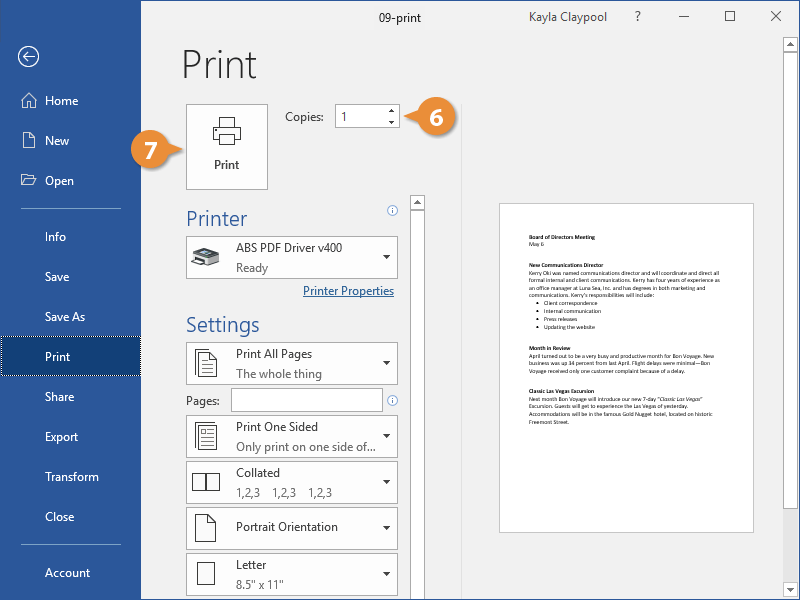 09-print
Kayla Claypool
?
Home
New
Open
Info
Save
Save As
Print
Share
Export
Transform
Close
Account
Print
Print
Copies: 1
6
7
Printer
ABS PDF Driver v400
Ready
Printer Properties
Settings
Print All Pages
The whole thing
Pages:
Print One Sided
Only print on one side of...
Collated
1,2,3 1,2,3 1,2,3
Portrait Orientation
Letter
8.5" x 11"
Board of Directors Meeting
May 6
New Communications Director
Kerry Oki was named communications director and will coordinate and direct all
formal internal and client communications. Kerry has four years of experience as
an office manager at Luna Sea, Inc. and has degrees in both marketing and
communications. Kerry's responsibilities will include:
• Client correspondence
• Internal communication
• Press releases
• Updating the website
Month in Review
April turned out to be a very busy and productive month for Bon Voyage. New
business was up 34 percent from last April. Flight delays were minimal—Bon
Voyage received only one customer complaint because of a delay.
Classic Las Vegas Excursion
Next month Bon Voyage will introduce our new 7-day "Classic Las Vegas"
Excursion. Guests will get to experience the Las Vegas of yesterday.
Accommodations will be in the famous Gold Nugget hotel, located on historic
Freemont Street.